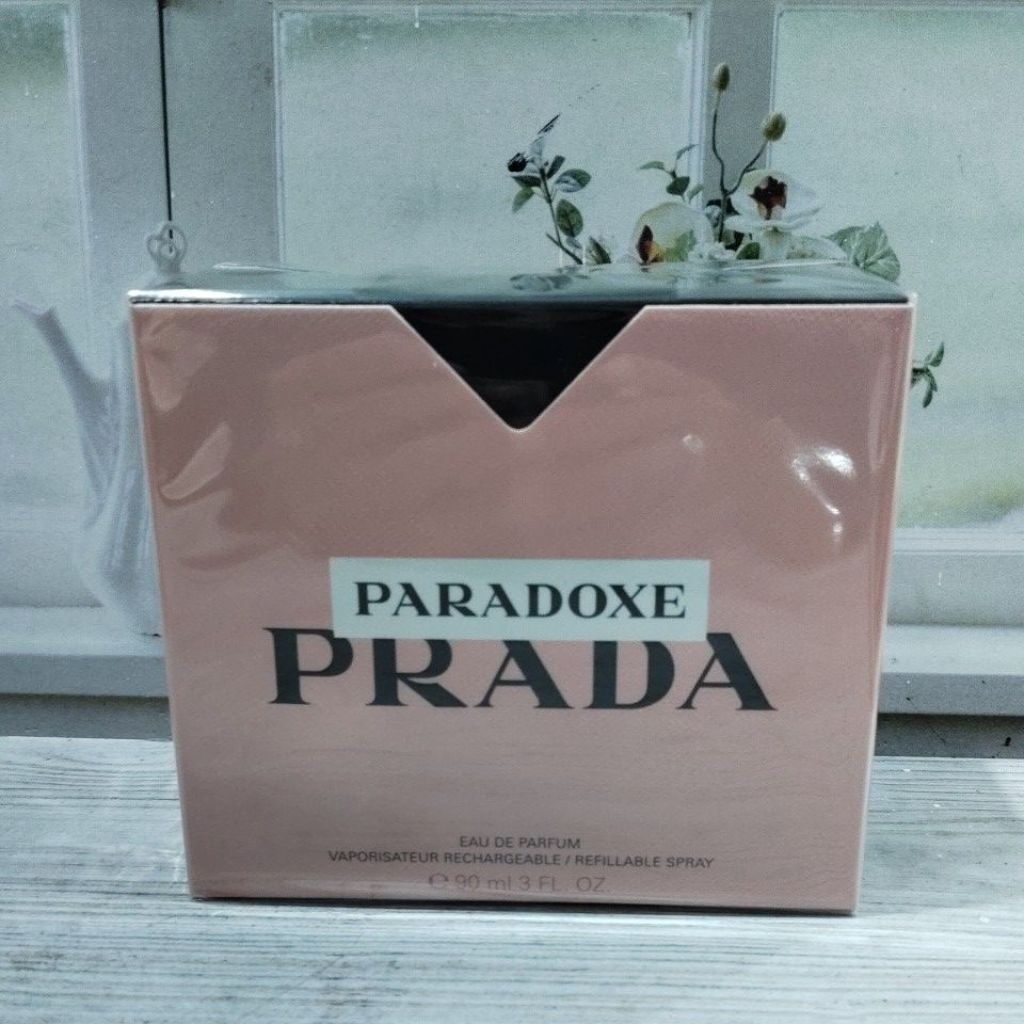 PARADOXE
PRADA
EAU DE PARFUM
VAPORISATEUR RECHARGEABLE / REFILLABLE SPRAY
℮ 90 ml 3 FL. OZ.